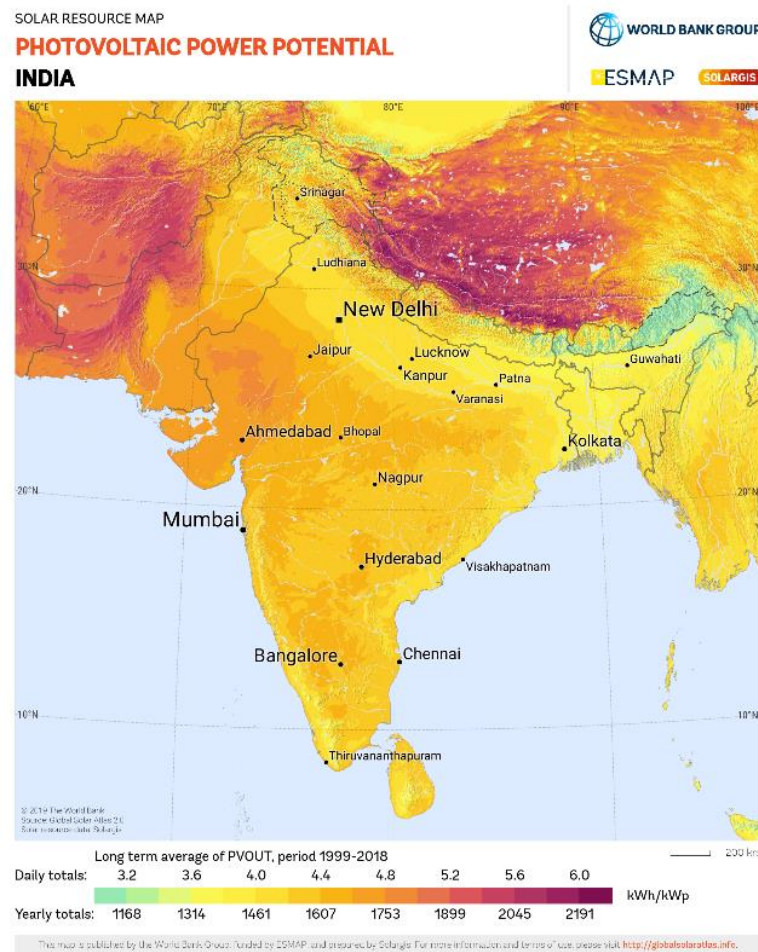 SOLAR RESOURCE MAP
PHOTOVOLTAIC POWER POTENTIAL
INDIA
WORLD BANK GROUP
ESMAP
SOLARGIS
60°E 70°E 80°E 90°E 100°E
Srinagar
30°N 30°N
Ludhiana
New Delhi
Jaipur
Lucknow
Guwahati
Kanpur
Patna
Varanasi
Ahmedabad
Bhopal
Kolkata
Nagpur
20°N 20°N
Mumbai
Hyderabad
Visakhapatnam
Bangalore
Chennai
10°N 10°N
Thiruvananthapuram
© 2019 The World Bank
Source: Global Solar Atlas 2.0
Solar resource data: Solargis
Long term average of PVOUT, period 1999-2018
200 km
Daily totals: 3.2 3.6 4.0 4.4 4.8 5.2 5.6 6.0
kWh/kWp
Yearly totals: 1168 1314 1461 1607 1753 1899 2045 2191
This map is published by the World Bank Group, funded by ESMAP, and prepared by Solargis. For more information and terms of use, please visit http://globalsolaratlas.info.